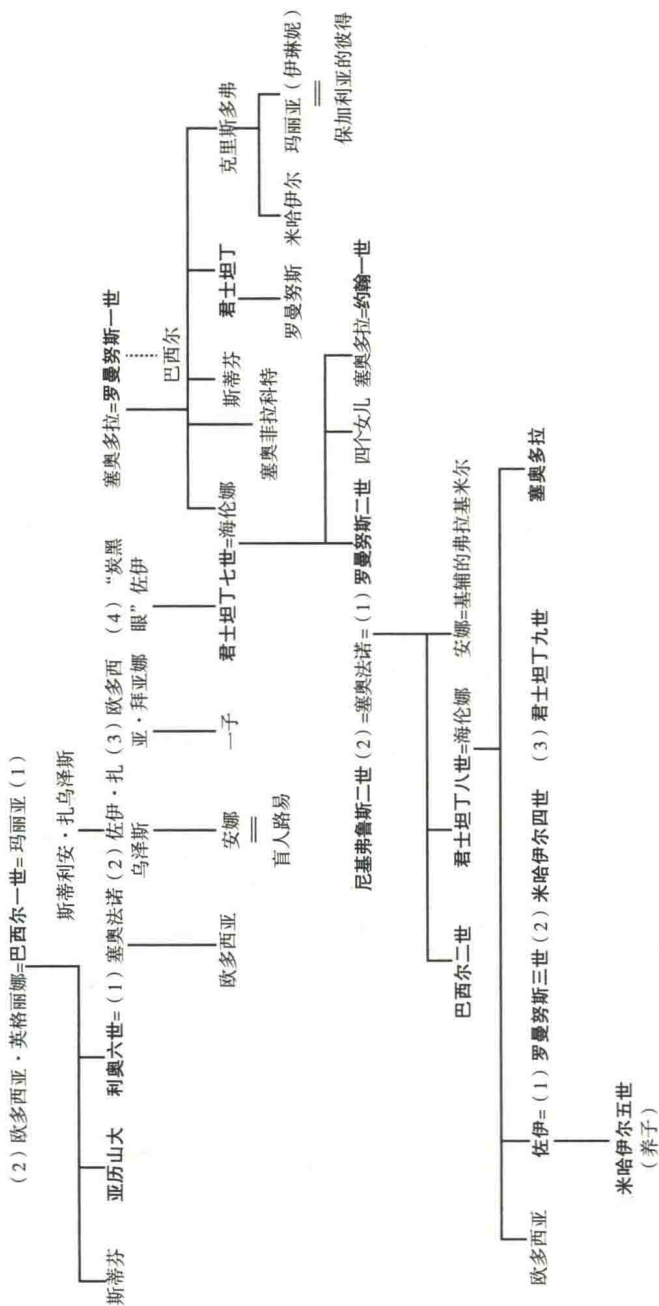 (2)欧多西亚·英格丽娜=巴西尔一世=玛丽亚(1)
斯蒂芬
亚历山大
利奥六世=(1)塞奥法诺(2)佐伊·扎乌泽斯(3)欧多西亚·拜亚娜(4)“炭黑眼”佐伊
斯蒂利安·扎乌泽斯
欧多西亚
安娜
盲人路易
一子
塞奥多拉=罗曼努斯一世
巴西尔
君士坦丁七世=海伦娜
塞奥菲拉科特
斯蒂芬
君士坦丁
克里斯多弗
罗曼努斯
米哈伊尔
玛丽亚(伊琳妮)
保加利亚的彼得
尼基弗鲁斯二世(2)=塞奥法诺=(1)罗曼努斯二世
四个女儿
塞奥多拉=约翰一世
巴西尔二世
君士坦丁八世=海伦娜
安娜=基辅的弗拉基米尔
欧多西亚
佐伊=(1)罗曼努斯三世(2)米哈伊尔四世(3)君士坦丁九世
塞奥多拉
米哈伊尔五世
(养子)